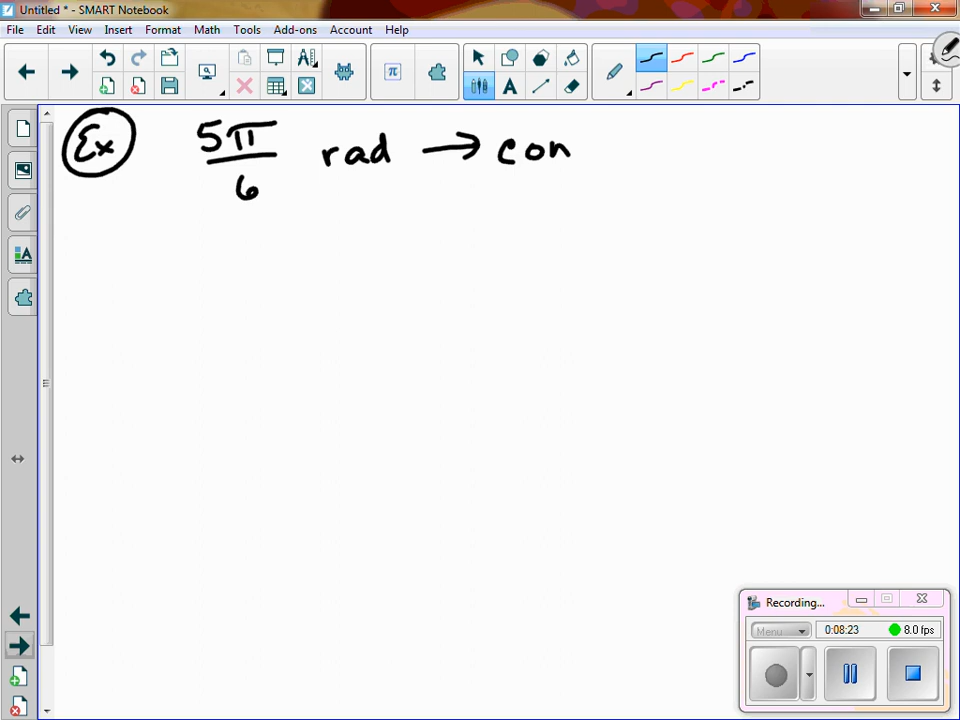 Untitled * - SMART Notebook
File Edit View Insert Format Math Tools Add-ons Account Help
Ex 5π/6 rad → con
Recording...
Menu 0:08:23 8.0 fps